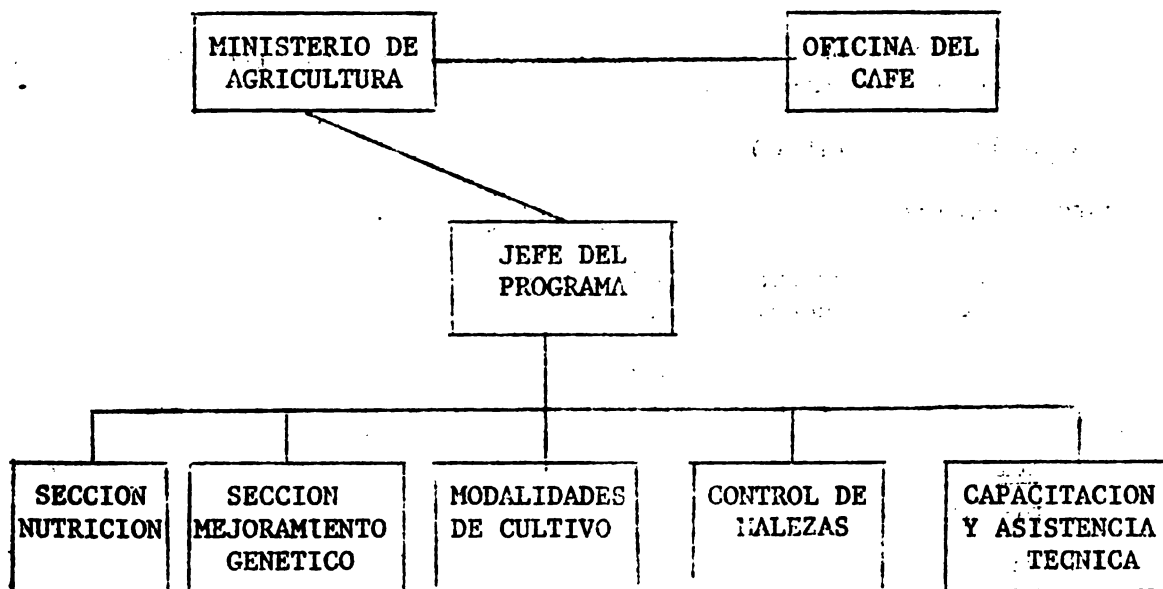 MINISTERIO DE
AGRICULTURA
OFICINA DEL
CAFE
JEFE DEL
PROGRAMA
SECCION
NUTRICION
SECCION
MEJORAMIENTO
GENETICO
MODALIDADES
DE CULTIVO
CONTROL DE
MALEZAS
CAPACITACION
Y ASISTENCIA
TECNICA